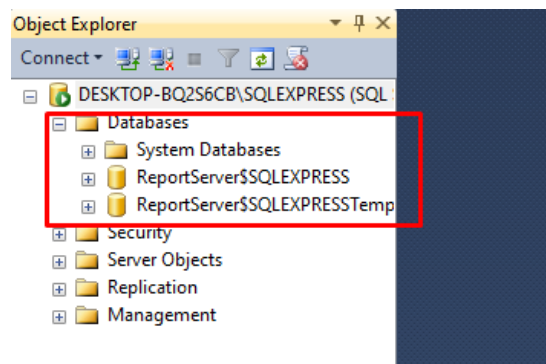 Object Explorer
Connect
DESKTOP-BQ2S6CB\SQLEXPRESS (SQL
Databases
System Databases
ReportServer$SQLEXPRESS
ReportServer$SQLEXPRESSTemp
Security
Server Objects
Replication
Management